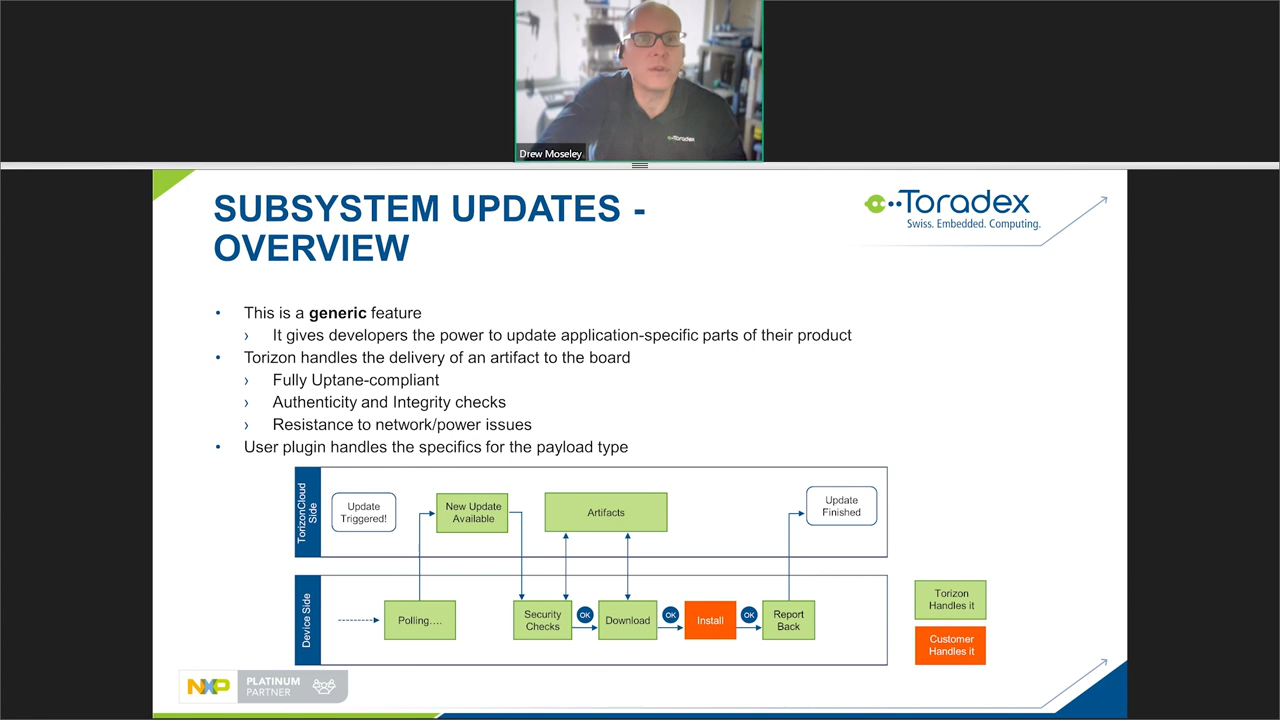 Toradex
Drew Moseley
SUBSYSTEM UPDATES -
OVERVIEW
Toradex
Swiss. Embedded. Computing.
• This is a generic feature
› It gives developers the power to update application-specific parts of their product
• Torizon handles the delivery of an artifact to the board
› Fully Uptane-compliant
› Authenticity and Integrity checks
› Resistance to network/power issues
• User plugin handles the specifics for the payload type
TorizonCloud
Side
Update
Triggered!
New Update
Available
Artifacts
Update
Finished
Device Side
Polling....
Security
Checks
OK
Download
OK
Install
OK
Report
Back
Torizon
Handles it
Customer
Handles it
NXP
PLATINUM
PARTNER